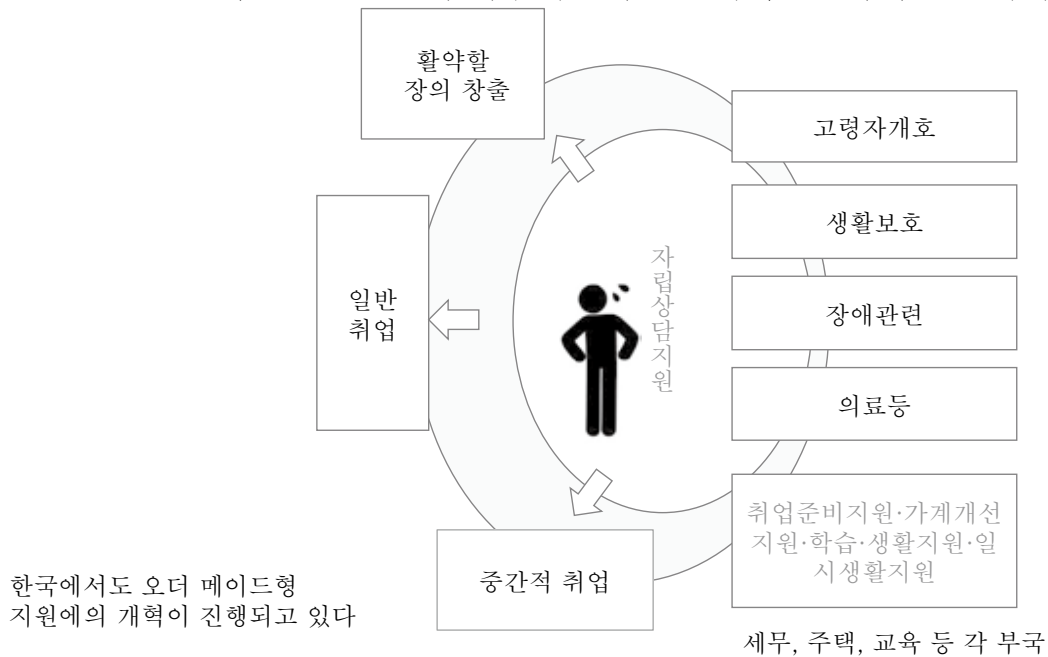 활약할
장의 창출
고령자개호
생활보호
일반
취업
자립상담지원
장애관련
의료등
취업준비지원·가계개선
지원·학습·생활지원·일
시생활지원
중간적 취업
한국에서도 오더 메이드형
지원에의 개혁이 진행되고 있다
세무, 주택, 교육 등 각 부국